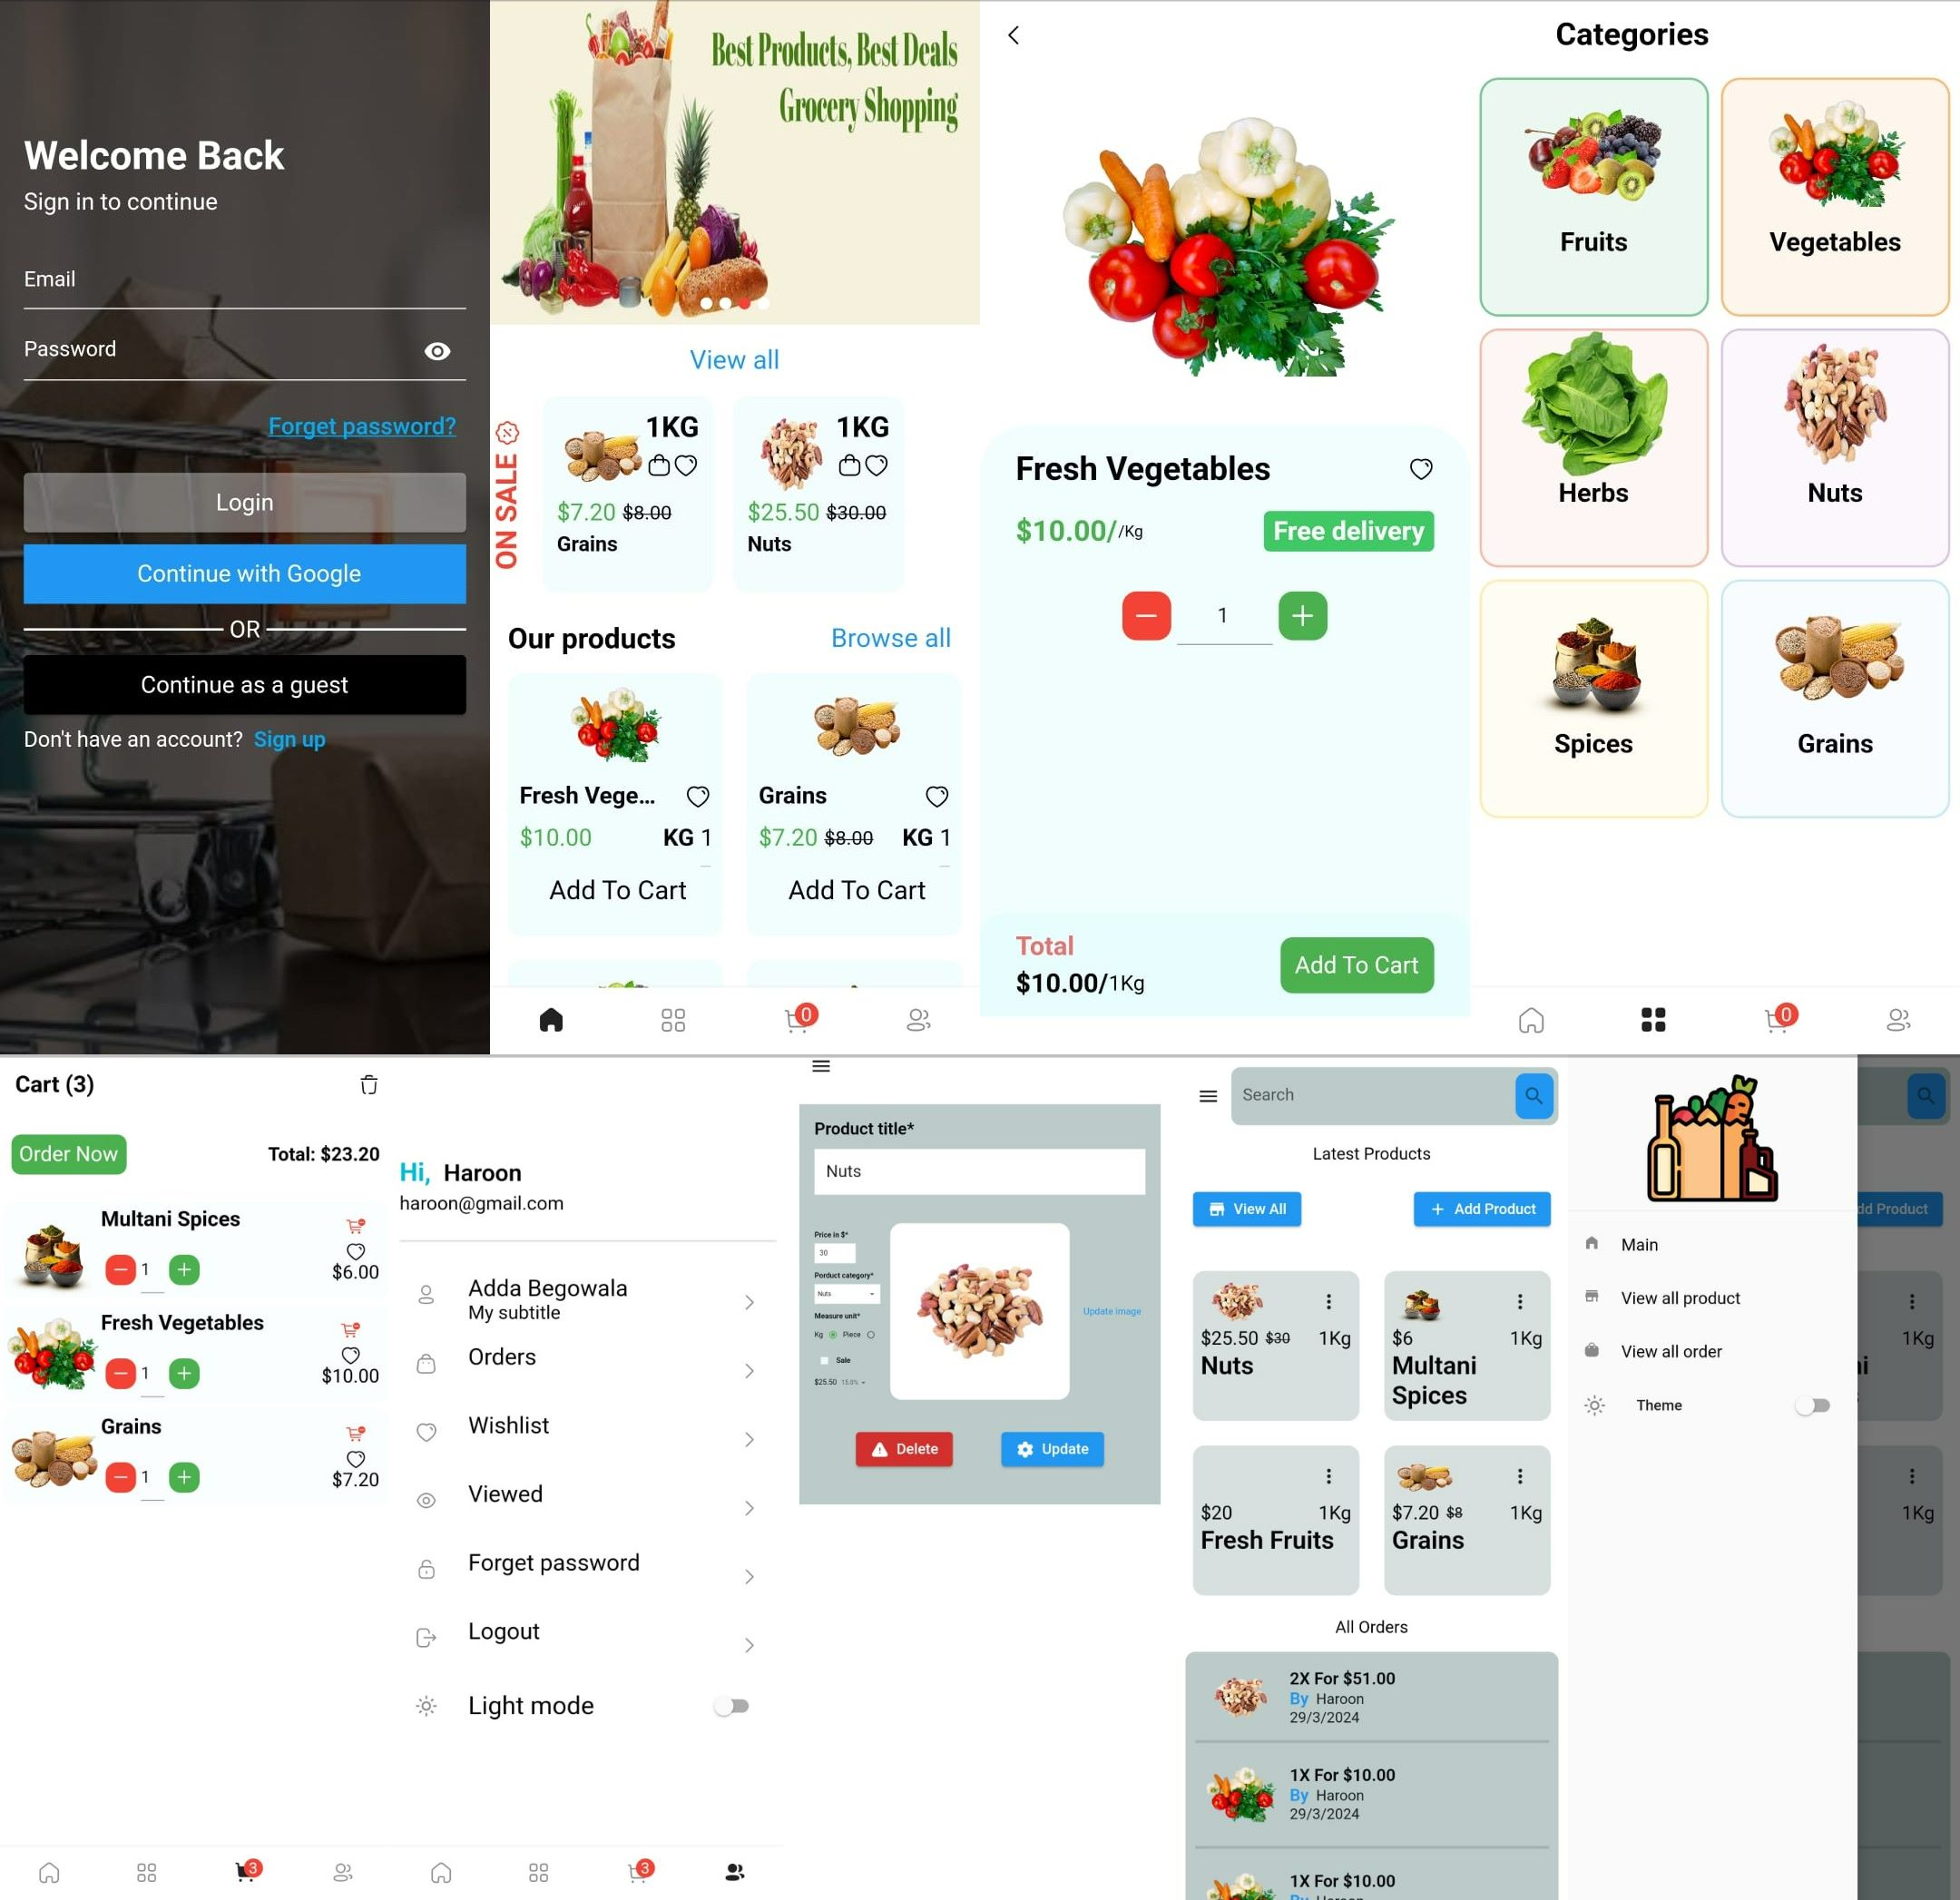 Welcome Back
Sign in to continue
Email
Password
Forget password?
Login
Continue with Google
OR
Continue as a guest
Don't have an account? Sign up
Best Products, Best Deals
Grocery Shopping
View all
ON SALE
1KG
$7.20 $8.00
Grains
1KG
$25.50 $30.00
Nuts
Our products
Browse all
Fresh Vege...
$10.00 KG 1
Add To Cart
Grains
$7.20 $8.00 KG 1
Add To Cart
0
Fresh Vegetables
$10.00/ /Kg
Free delivery
1
Total
$10.00/1Kg
Add To Cart
Categories
Fruits
Vegetables
Herbs
Nuts
Spices
Grains
0
Cart (3)
Order Now
Total: $23.20
Multani Spices
1
$6.00
Fresh Vegetables
1
$10.00
Grains
1
$7.20
3
Hi, Haroon
haroon@gmail.com
Adda Begowala
My subtitle
Orders
Wishlist
Viewed
Forget password
Logout
Light mode
3
Product title*
Nuts
Price in $*
30
Porduct category*
Nuts
Measure unit*
Kg Piece
Sale
$25.50 15.0%
Update image
Delete
Update
Search
Latest Products
View All
Add Product
$25.50 $30 1Kg
Nuts
$6 1Kg
Multani
Spices
$20 1Kg
Fresh Fruits
$7.20 $8 1Kg
Grains
All Orders
2X For $51.00
By Haroon
29/3/2024
1X For $10.00
By Haroon
29/3/2024
1X For $10.00
Main
View all product
View all order
Theme
dd Product
1Kg
1Kg